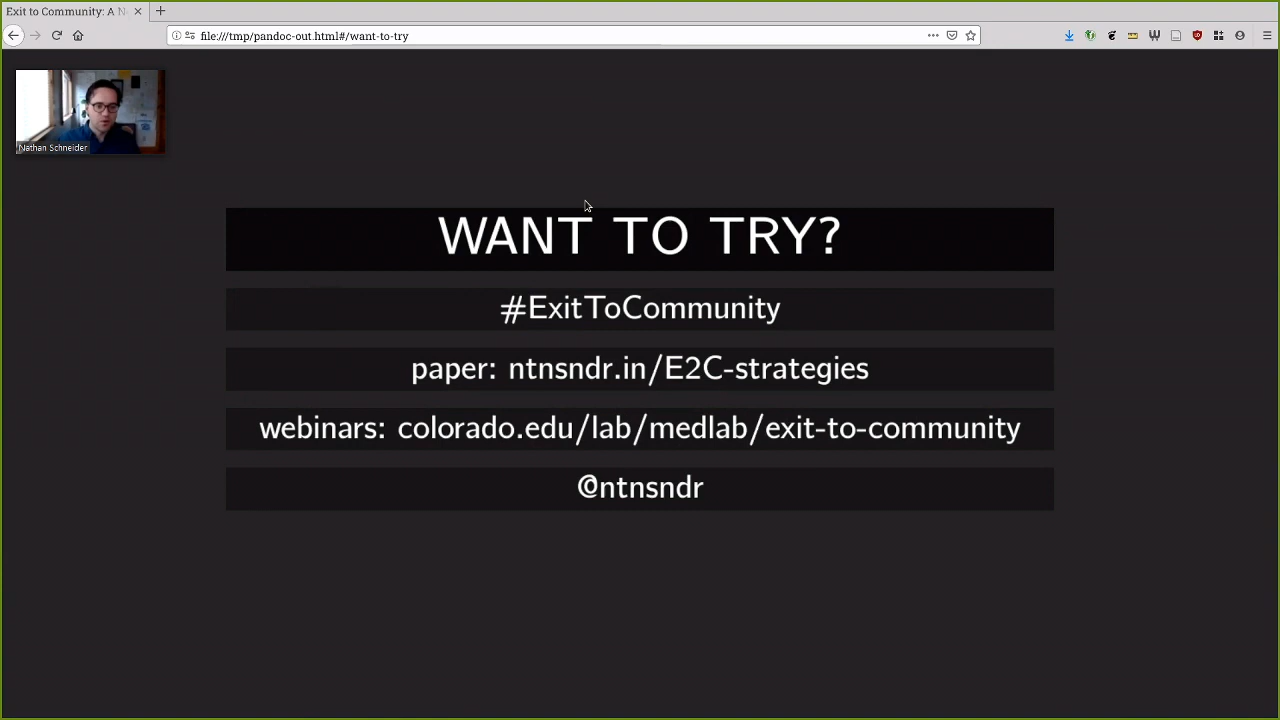 Exit to Community: A N
file:///tmp/pandoc-out.html#/want-to-try
Nathan Schneider
WANT TO TRY?
#ExitToCommunity
paper: ntnsndr.in/E2C-strategies
webinars: colorado.edu/lab/medlab/exit-to-community
@ntnsndr